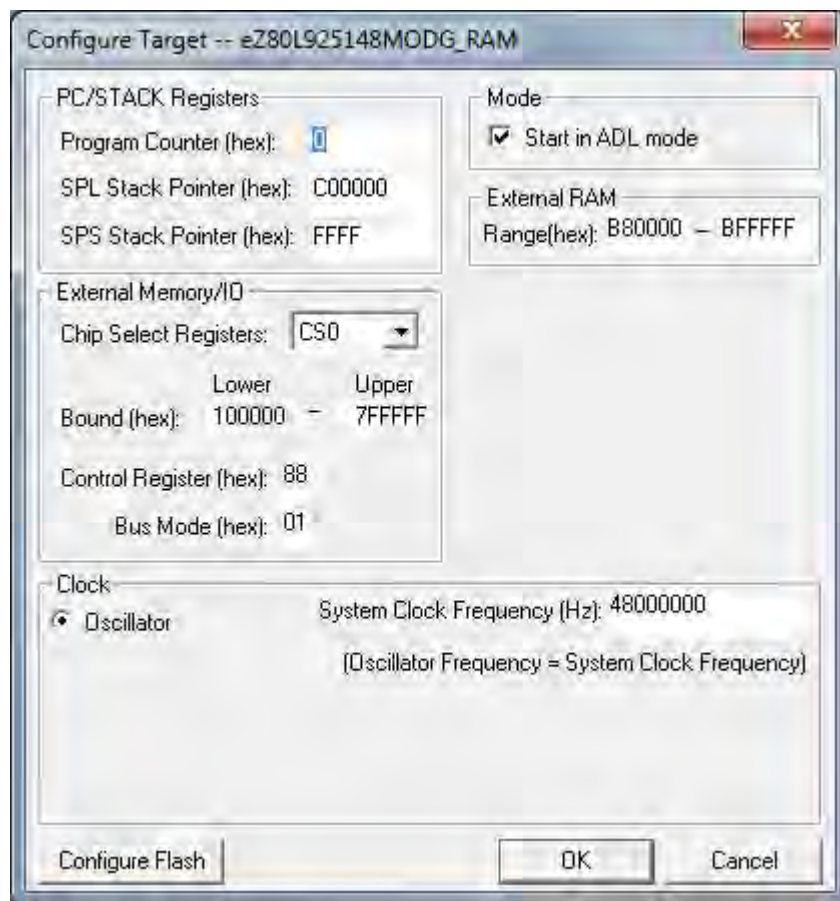 Configure Target -- eZ80L925148MODG_RAM
PC/STACK Registers
Program Counter (hex): 0
SPL Stack Pointer (hex): C00000
SPS Stack Pointer (hex): FFFF
Mode
Start in ADL mode
External RAM
Range(hex): B80000 – BFFFFF
External Memory/IO
Chip Select Registers: CS0
Lower Upper
Bound (hex): 100000 – 7FFFFF
Control Register (hex): 88
Bus Mode (hex): 01
Clock
Oscillator
System Clock Frequency (Hz): 48000000
(Oscillator Frequency = System Clock Frequency)
Configure Flash
OK
Cancel